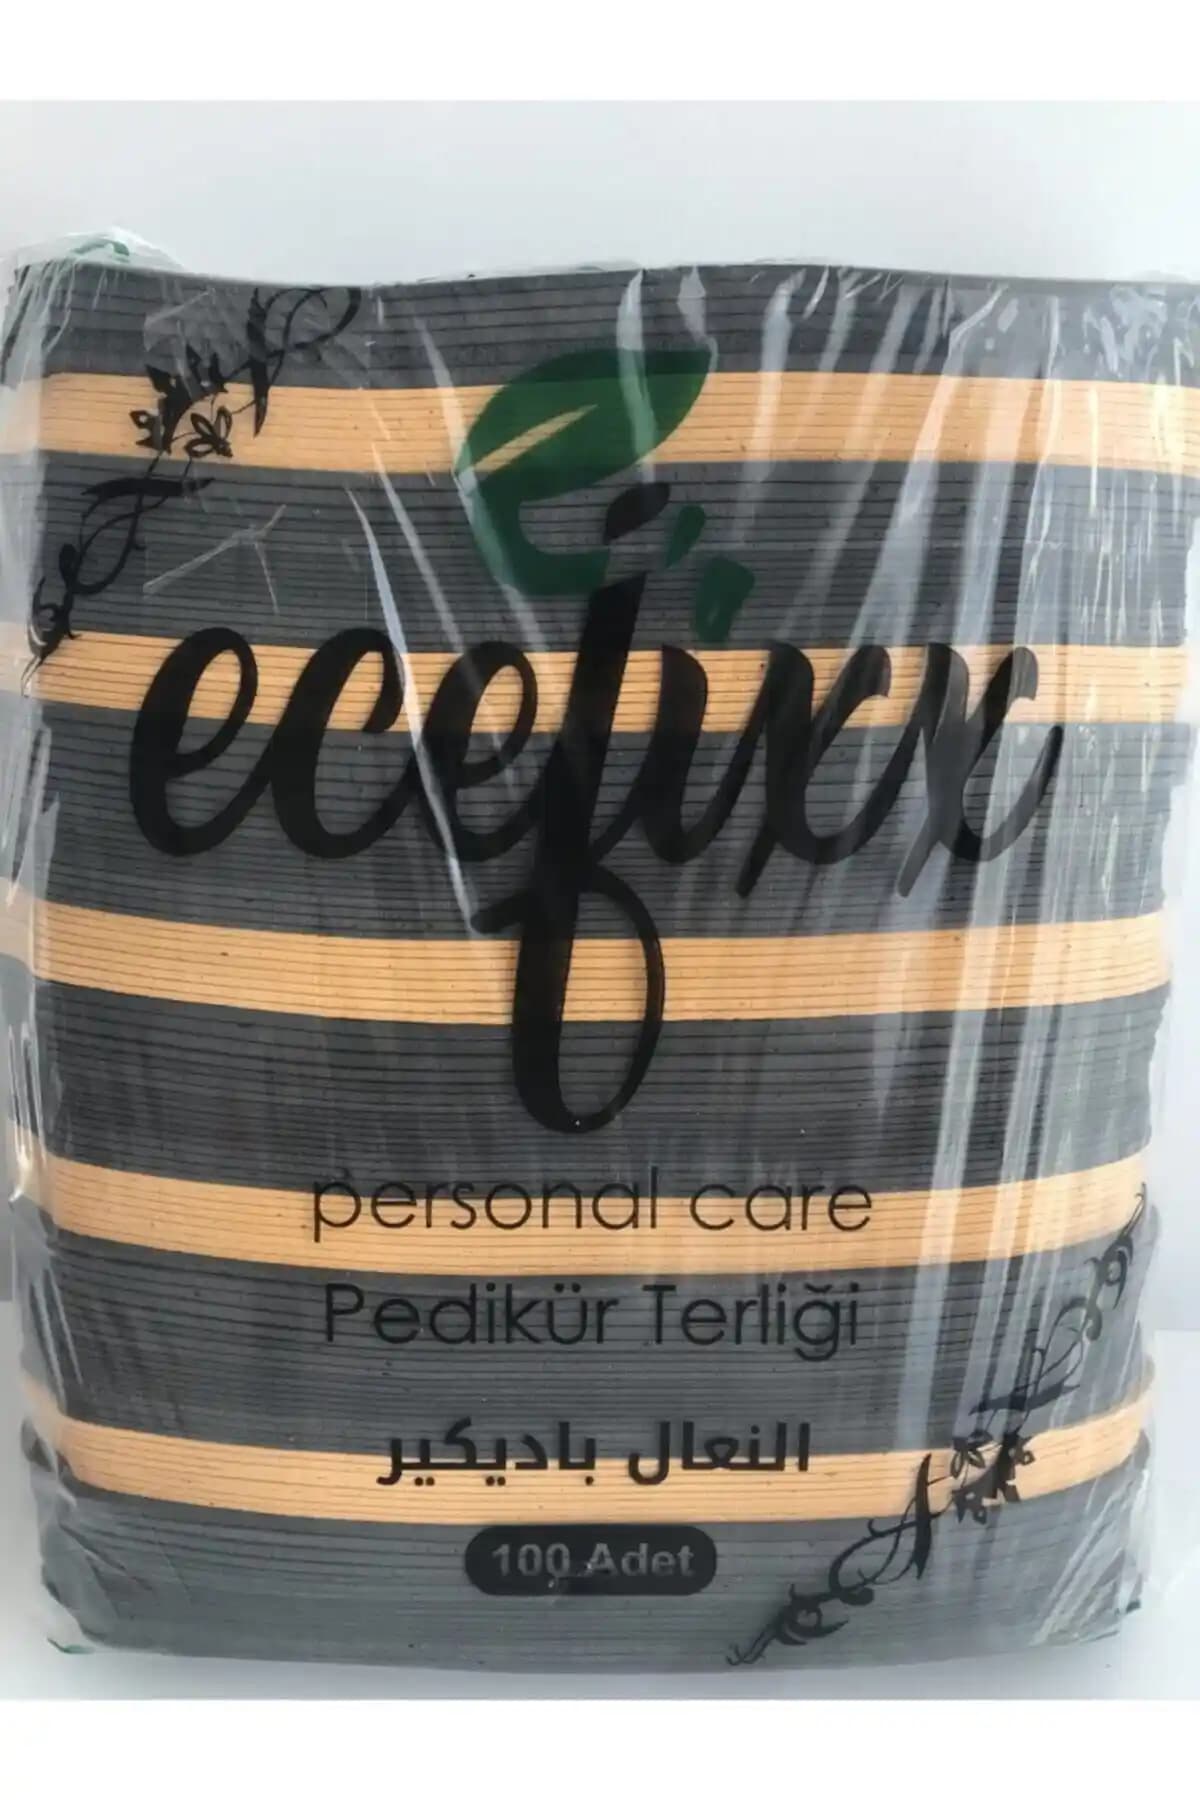 ecefixx
personal care
Pedikür Terliği
النعال باديكير
100 Adet